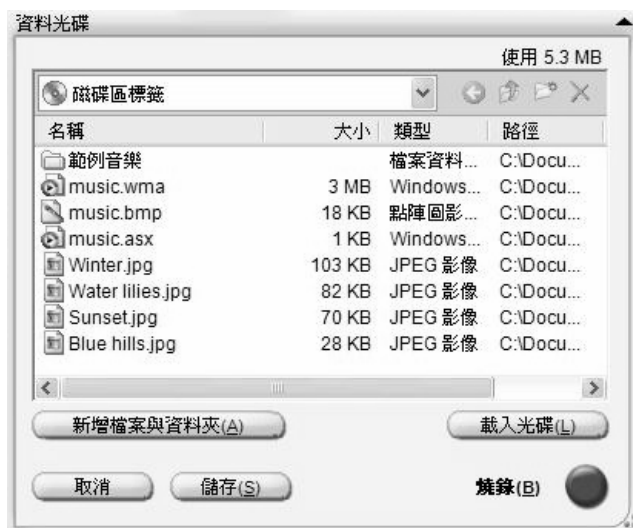 資料光碟
使用 5.3 MB
磁碟區標籤
名稱 大小 類型 路徑
範例音樂 檔案資料... C:\Docu...
music.wma 3 MB Windows... C:\Docu...
music.bmp 18 KB 點陣圖影... C:\Docu...
music.asx 1 KB Windows... C:\Docu...
Winter.jpg 103 KB JPEG 影像 C:\Docu...
Water lilies.jpg 82 KB JPEG 影像 C:\Docu...
Sunset.jpg 70 KB JPEG 影像 C:\Docu...
Blue hills.jpg 28 KB JPEG 影像 C:\Docu...
新增檔案與資料夾(A) 載入光碟(L)
取消 儲存(S) 燒錄(B)